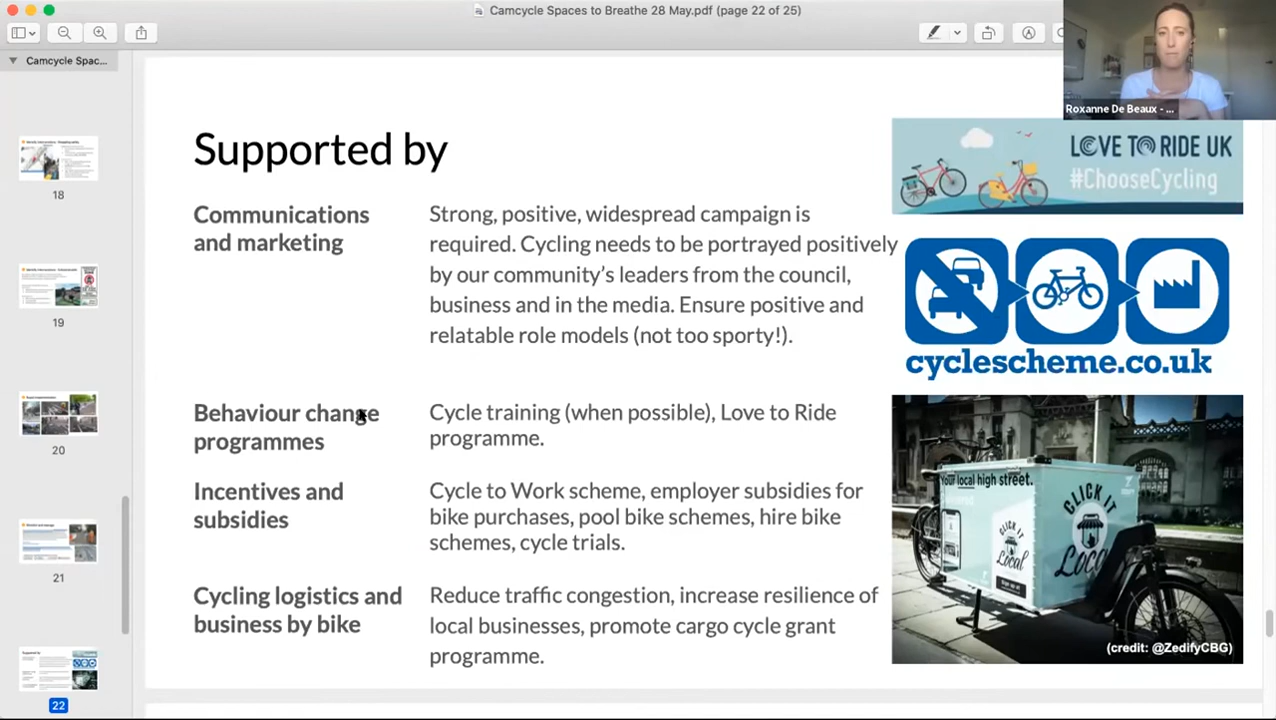 Camcycle Spaces to Breathe 28 May.pdf (page 22 of 25)
Camcycle Spac...
Roxanne De Beaux - ...
18
19
20
21
22
Supported by
Communications
and marketing
Strong, positive, widespread campaign is
required. Cycling needs to be portrayed positively
by our community’s leaders from the council,
business and in the media. Ensure positive and
relatable role models (not too sporty!).
Behaviour change
programmes
Cycle training (when possible), Love to Ride
programme.
Incentives and
subsidies
Cycle to Work scheme, employer subsidies for
bike purchases, pool bike schemes, hire bike
schemes, cycle trials.
Cycling logistics and
business by bike
Reduce traffic congestion, increase resilience of
local businesses, promote cargo cycle grant
programme.
LOVE TO RIDE UK
#ChooseCycling
cyclescheme.co.uk
Your local high street.
CLICK IT
Local
CLICK IT
Local
(credit: @ZedifyCBG)